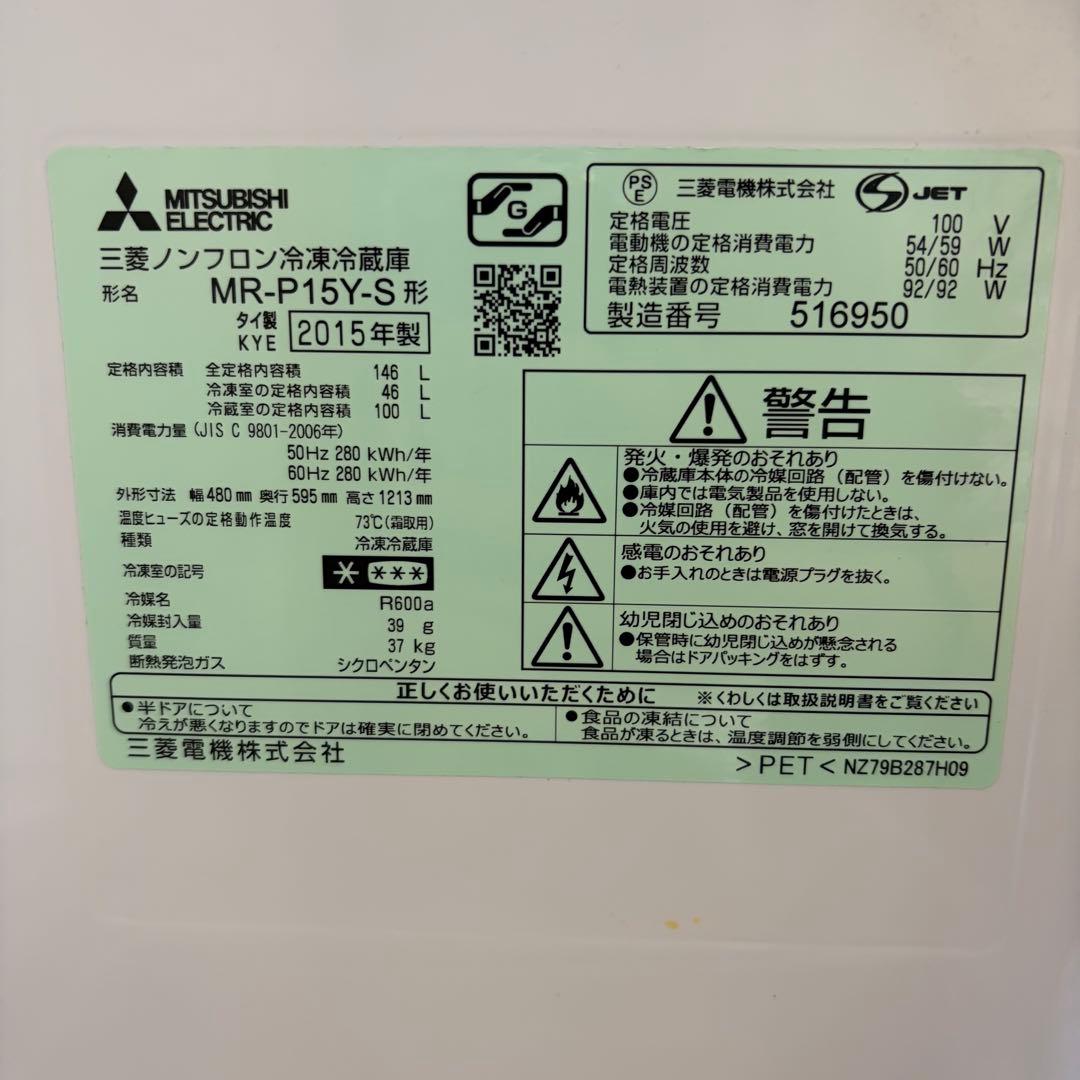 MITSUBISHI
ELECTRIC
三菱ノンフロン冷凍冷蔵庫
形名 MR-P15Y-S 形
タイ製
KYE 2015年製
定格内容積 全定格内容積 146 L
冷凍室の定格内容積 46 L
冷蔵室の定格内容積 100 L
消費電力量 (JIS C 9801-2006年)
50Hz 280 kWh/年
60Hz 280 kWh/年
外形寸法 幅480mm 奥行595mm 高さ1213mm
温度ヒューズの定格動作温度 73℃(霜取用)
種類 冷凍冷蔵庫
冷凍室の記号 * ***
冷媒名 R600a
冷媒封入量 39 g
質量 37 kg
断熱発泡ガス シクロペンタン
G
PSE 三菱電機株式会社 JET
定格電圧 100 V
電動機の定格消費電力 54/59 W
定格周波数 50/60 Hz
電熱装置の定格消費電力 92/92 W
製造番号 516950
警告
発火・爆発のおそれあり
●冷蔵庫本体の冷媒回路（配管）を傷付けない。
●庫内では電気製品を使用しない。
●冷媒回路（配管）を傷付けたときは、
火気の使用を避け、窓を開けて換気する。
感電のおそれあり
●お手入れのときは電源プラグを抜く。
幼児閉じ込めのおそれあり
●保管時に幼児閉じ込めが懸念される
場合はドアパッキングをはずす。
正しくお使いいただくために ※くわしくは取扱説明書をご覧ください
●半ドアについて
冷えが悪くなりますのでドアは確実に閉めてください。
●食品の凍結について
食品が凍るときは、温度調節を弱側にしてください。
三菱電機株式会社
>PET< NZ79B287H09